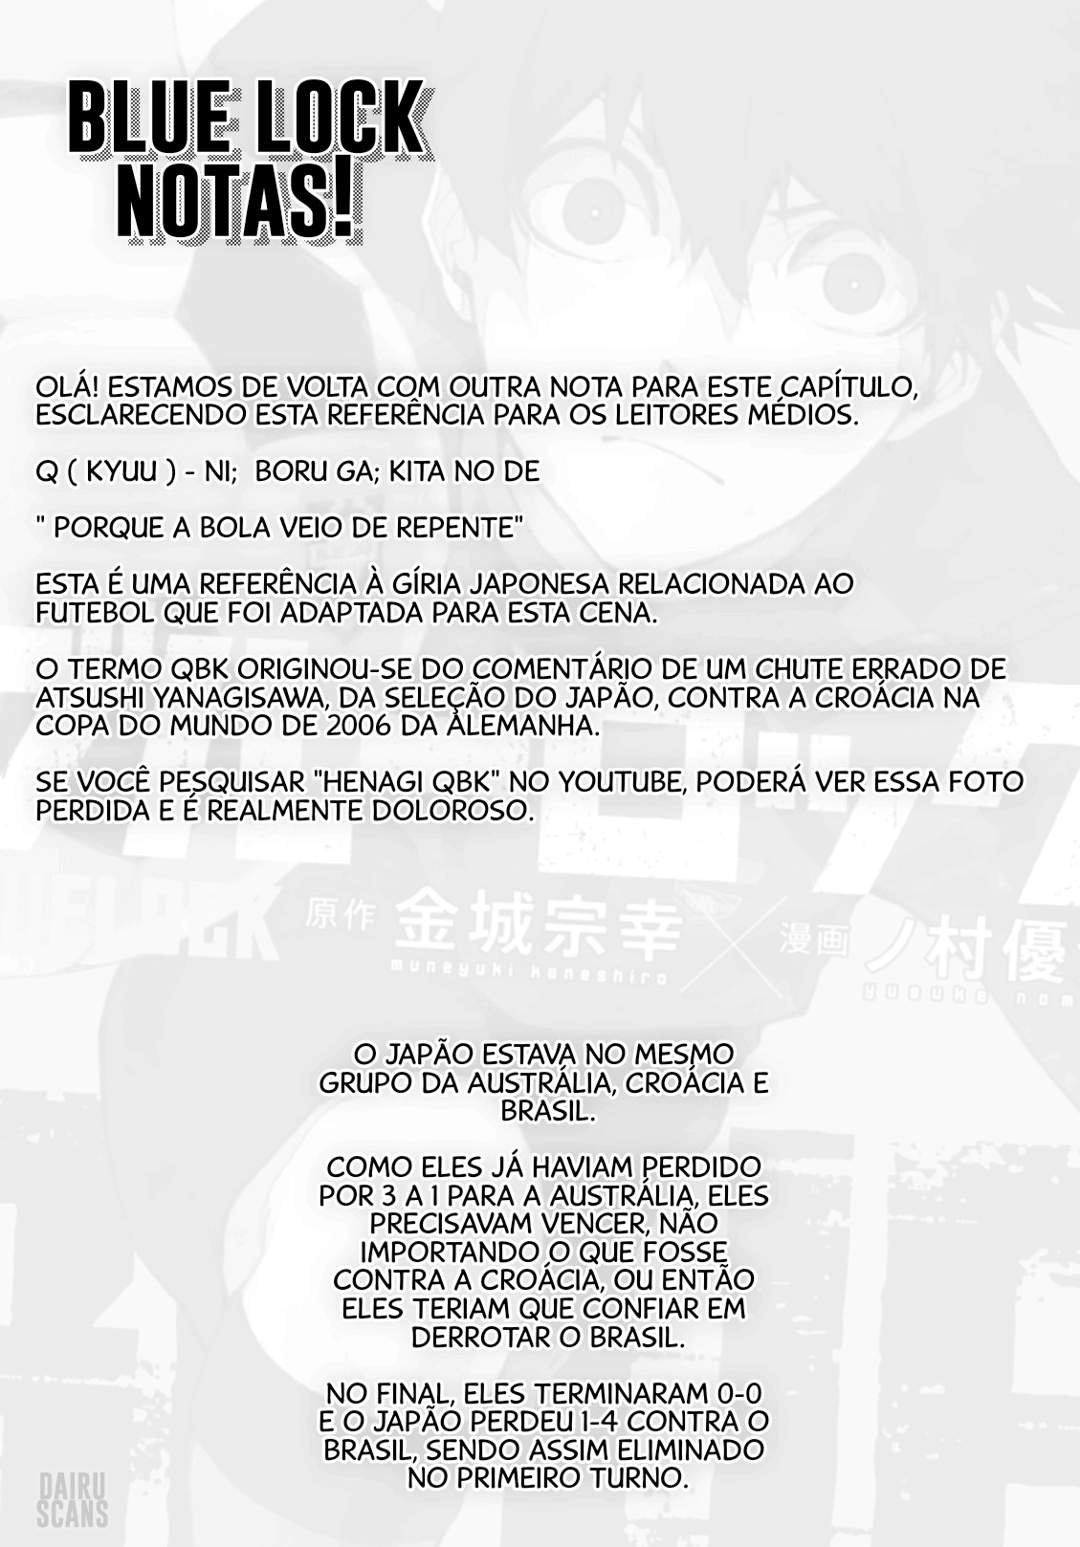 BLUE LOCK
NOTAS!
OLÁ! ESTAMOS DE VOLTA COM OUTRA NOTA PARA ESTE CAPÍTULO,
ESCLARECENDO ESTA REFERÊNCIA PARA OS LEITORES MÉDIOS.
Q ( KYUU ) - NI; BORU GA; KITA NO DE
" PORQUE A BOLA VEIO DE REPENTE"
ESTA É UMA REFERÊNCIA À GÍRIA JAPONESA RELACIONADA AO
FUTEBOL QUE FOI ADAPTADA PARA ESTA CENA.
O TERMO QBK ORIGINOU-SE DO COMENTÁRIO DE UM CHUTE ERRADO DE
ATSUSHI YANAGISAWA, DA SELEÇÃO DO JAPÃO, CONTRA A CROÁCIA NA
COPA DO MUNDO DE 2006 DA ALEMANHA.
SE VOCÊ PESQUISAR "HENAGI QBK" NO YOUTUBE, PODERÁ VER ESSA FOTO
PERDIDA E É REALMENTE DOLOROSO.
原作 金城宗幸 × 漫画 ノ村優
muneyuki kaneshiro yusuke nom
O JAPÃO ESTAVA NO MESMO
GRUPO DA AUSTRÁLIA, CROÁCIA E
BRASIL.
COMO ELES JÁ HAVIAM PERDIDO
POR 3 A 1 PARA A AUSTRÁLIA, ELES
PRECISAVAM VENCER, NÃO
IMPORTANDO O QUE FOSSE
CONTRA A CROÁCIA, OU ENTÃO
ELES TERIAM QUE CONFIAR EM
DERROTAR O BRASIL.
NO FINAL, ELES TERMINARAM 0-0
E O JAPÃO PERDEU 1-4 CONTRA O
BRASIL, SENDO ASSIM ELIMINADO
NO PRIMEIRO TURNO.
DAIRU
SCANS